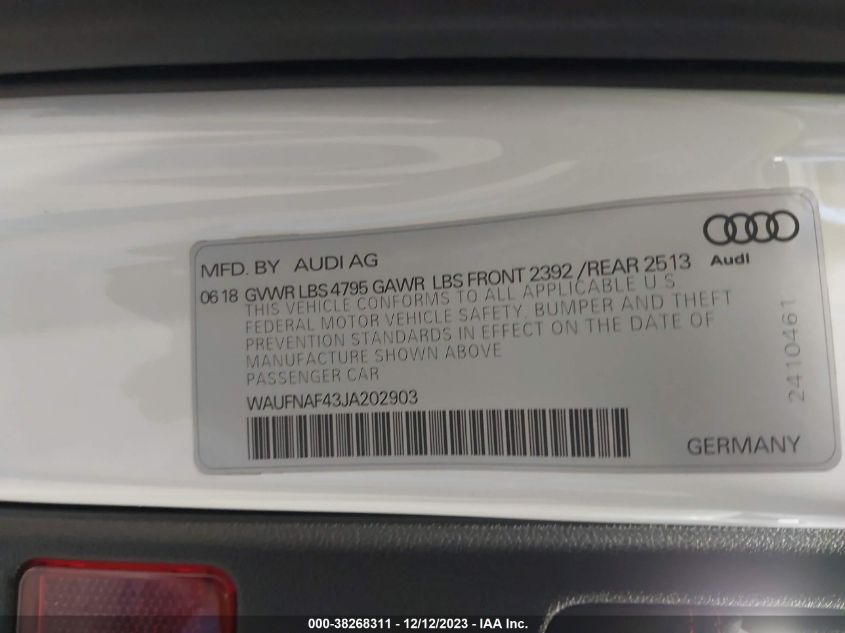 MFD. BY AUDI AG
Audi
06 18 GVWR LBS 4795 GAWR LBS FRONT 2392 /REAR 2513
THIS VEHICLE CONFORMS TO ALL APPLICABLE U.S
FEDERAL MOTOR VEHICLE SAFETY, BUMPER AND THEFT
PREVENTION STANDARDS IN EFFECT ON THE DATE OF
MANUFACTURE SHOWN ABOVE
PASSENGER CAR
WAUFNAF43JA202903
2410461
GERMANY
000-38268311 - 12/12/2023 - IAA Inc.